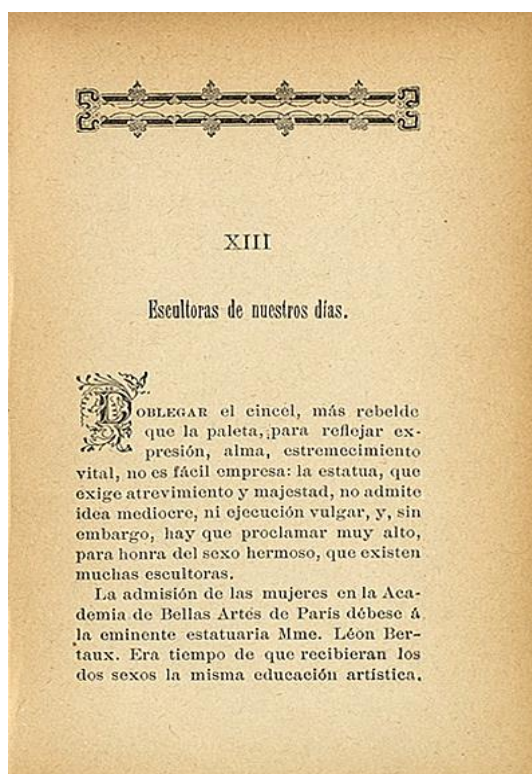 XIII
Escultoras de nuestros días.
DOBLEGAR el cincel, más rebelde
que la paleta, para reflejar ex-
presión, alma, estremecimiento
vital, no es fácil empresa: la estatua, que
exige atrevimiento y majestad, no admite
idea mediocre, ni ejecución vulgar, y, sin
embargo, hay que proclamar muy alto,
para honra del sexo hermoso, que existen
muchas escultoras.
La admisión de las mujeres en la Aca-
demia de Bellas Artes de París débese á
la eminente estatuaria Mme. Léon Ber-
taux. Era tiempo de que recibieran los
dos sexos la misma educación artística.